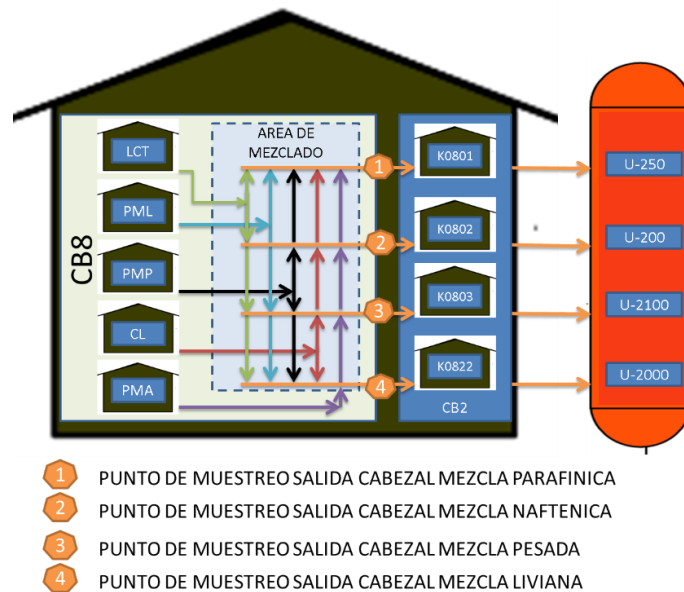 AREA DE
MEZCLADO
CB8
LCT
PML
PMP
CL
PMA
1
2
3
4
K0801
K0802
K0803
K0822
CB2
U-250
U-200
U-2100
U-2000
1 PUNTO DE MUESTREO SALIDA CABEZAL MEZCLA PARAFINICA
2 PUNTO DE MUESTREO SALIDA CABEZAL MEZCLA NAFTENICA
3 PUNTO DE MUESTREO SALIDA CABEZAL MEZCLA PESADA
4 PUNTO DE MUESTREO SALIDA CABEZAL MEZCLA LIVIANA